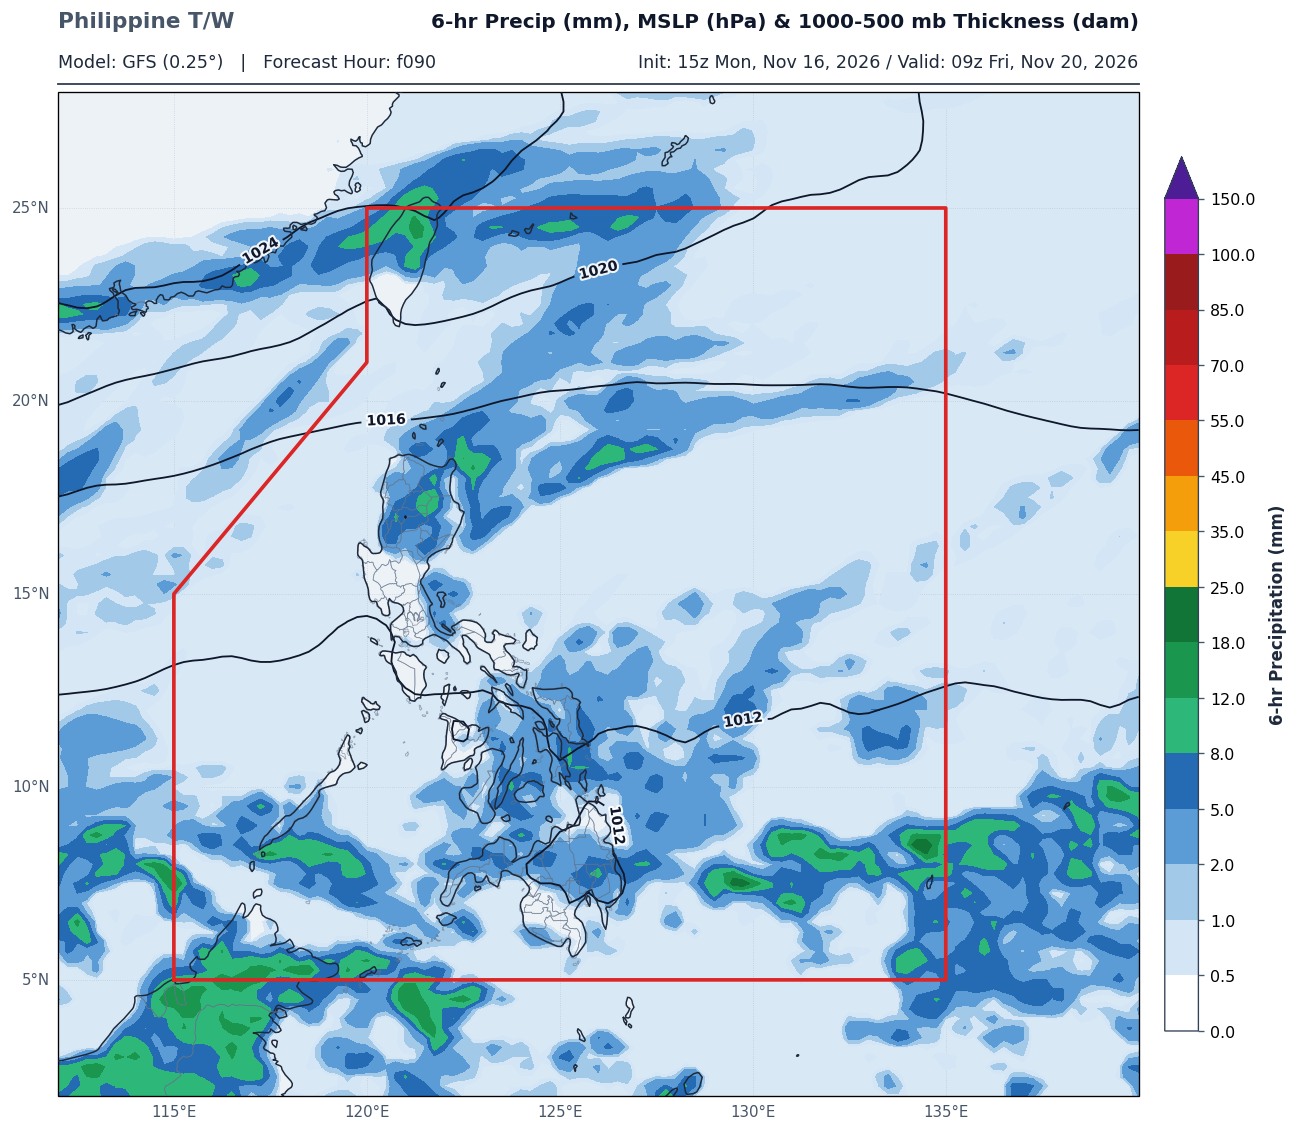 Philippine T/W
6-hr Precip (mm), MSLP (hPa) & 1000-500 mb Thickness (dam)
Model: GFS (0.25°) | Forecast Hour: f090
Init: 15z Mon, Nov 16, 2026 / Valid: 09z Fri, Nov 20, 2026
25°N
20°N
15°N
10°N
5°N
115°E
120°E
125°E
130°E
135°E
1024
1020
1016
1012
1012
150.0
100.0
85.0
70.0
55.0
45.0
35.0
25.0
18.0
12.0
8.0
5.0
2.0
1.0
0.5
0.0
6-hr Precipitation (mm)